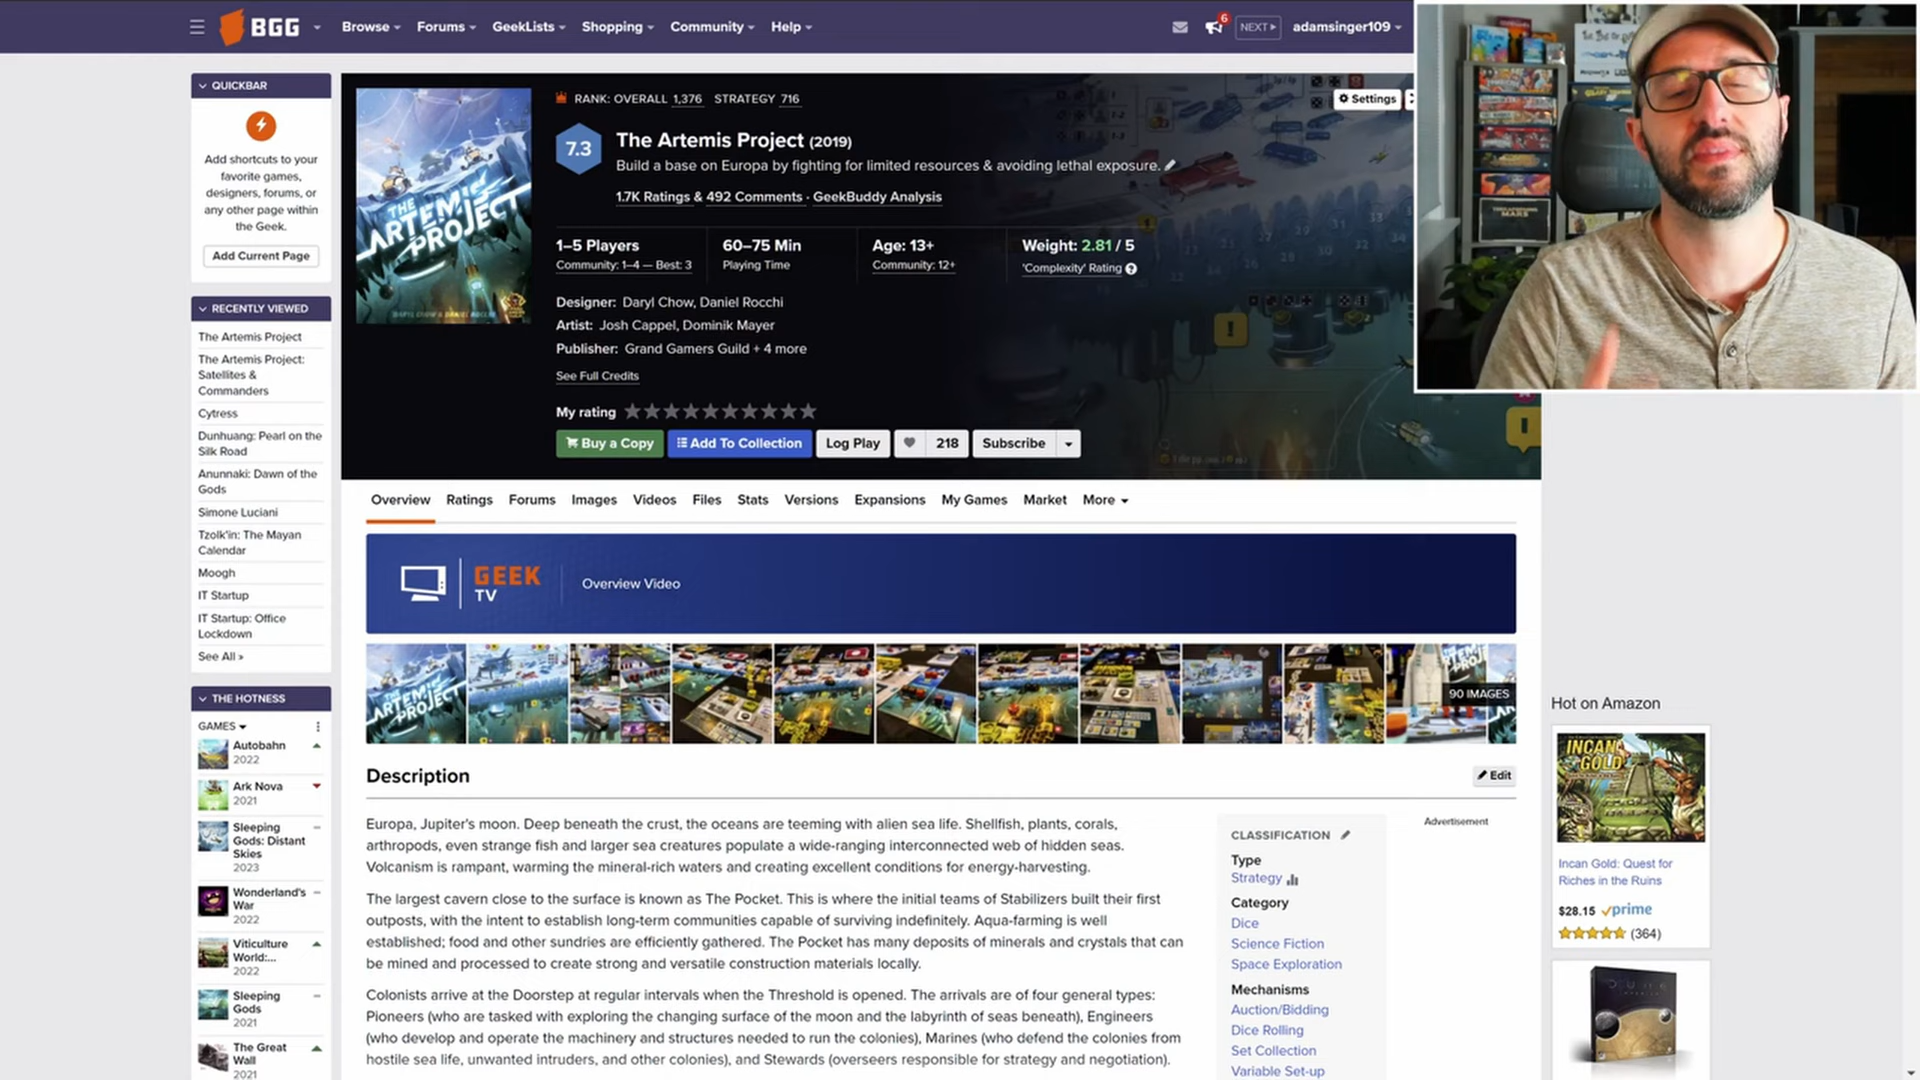 BGG
Browse
Forums
GeekLists
Shopping
Community
Help
6
NEXT
adamsinger109
QUICKBAR
Add shortcuts to your
favorite games,
designers, forums, or
any other page within
the Geek.
Add Current Page
RECENTLY VIEWED
The Artemis Project
The Artemis Project:
Satellites &
Commanders
Cytress
Dunhuang: Pearl on the
Silk Road
Anunnaki: Dawn of the
Gods
Simone Luciani
Tzolk'in: The Mayan
Calendar
Moogh
IT Startup
IT Startup: Office
Lockdown
See All »
THE HOTNESS
GAMES
Autobahn
2022
Ark Nova
2021
Sleeping
Gods: Distant
Skies
2023
Wonderland's
War
2022
Viticulture
World:...
2022
Sleeping
Gods
2021
The Great
Wall
2021
THE
ARTEMIS
PROJECT
DARYL CHOW & DANIEL ROCCHI
RANK: OVERALL 1,376 STRATEGY 716
Settings
7.3
The Artemis Project (2019)
Build a base on Europa by fighting for limited resources & avoiding lethal exposure.
1.7K Ratings & 492 Comments · GeekBuddy Analysis
1–5 Players
Community: 1–4 — Best: 3
60–75 Min
Playing Time
Age: 13+
Community: 12+
Weight: 2.81 / 5
'Complexity' Rating
Designer: Daryl Chow, Daniel Rocchi
Artist: Josh Cappel, Dominik Mayer
Publisher: Grand Gamers Guild + 4 more
See Full Credits
My rating
Buy a Copy
Add To Collection
Log Play
218
Subscribe
Overview
Ratings
Forums
Images
Videos
Files
Stats
Versions
Expansions
My Games
Market
More
GEEK
TV
Overview Video
90 IMAGES
Description
Edit
Europa, Jupiter's moon. Deep beneath the crust, the oceans are teeming with alien sea life. Shellfish, plants, corals,
arthropods, even strange fish and larger sea creatures populate a wide-ranging interconnected web of hidden seas.
Volcanism is rampant, warming the mineral-rich waters and creating excellent conditions for energy-harvesting.
The largest cavern close to the surface is known as The Pocket. This is where the initial teams of Stabilizers built their first
outposts, with the intent to establish long-term communities capable of surviving indefinitely. Aqua-farming is well
established; food and other sundries are efficiently gathered. The Pocket has many deposits of minerals and crystals that can
be mined and processed to create strong and versatile construction materials locally.
Colonists arrive at the Doorstep at regular intervals when the Threshold is opened. The arrivals are of four general types:
Pioneers (who are tasked with exploring the changing surface of the moon and the labyrinth of seas beneath), Engineers
(who develop and operate the machinery and structures needed to run the colonies), Marines (who defend the colonies from
hostile sea life, unwanted intruders, and other colonies), and Stewards (overseers responsible for strategy and negotiation).
CLASSIFICATION
Type
Strategy
Category
Dice
Science Fiction
Space Exploration
Mechanisms
Auction/Bidding
Dice Rolling
Set Collection
Variable Set-up
Advertisement
Hot on Amazon
INCAN
GOLD
Incan Gold: Quest for
Riches in the Ruins
$28.15 prime
(364)
DUNE
MARS